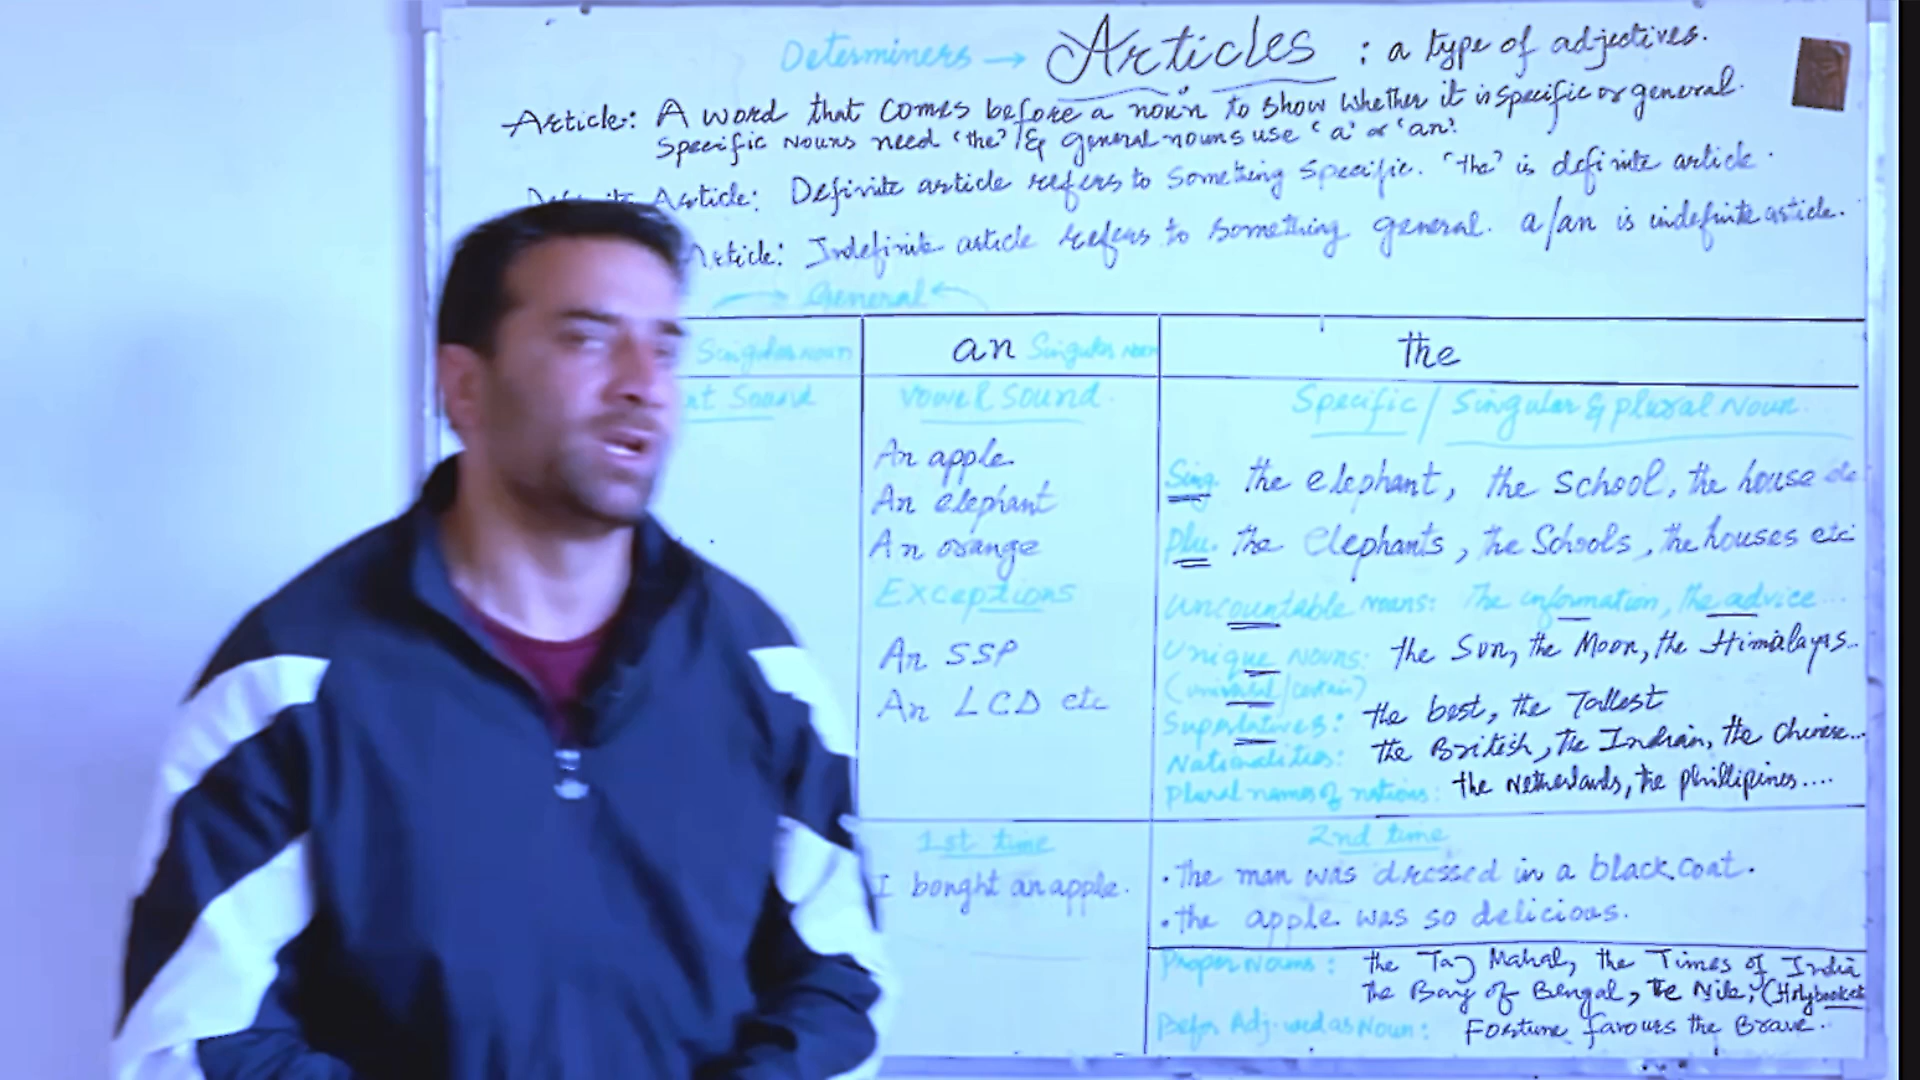 Determiners → Articles : a type of adjectives.
Article: A word that comes before a noun to show whether it is specific or general.
Specific Nouns need 'the' & general nouns use 'a' or 'an'.
Article: Definite article refers to something specific. 'the' is definite article.
Article: Indefinite article refers to something general. a/an is indefinite article.
General
Singular noun
an Singular Noun
the
Sound
vowel sound.
Specific / Singular & plural Noun.
An apple
An elephant
An orange
Exceptions
An SSP
An LCD etc
Sing. the elephant, the school, the house
Plu. the elephants, the schools, the houses etc
uncountable nouns: The information, the advice...
Unique nouns: the Sun, the Moon, the Himalayas..
(universal/certain)
Superlatives: the best, the Tallest
Nationalities: the British, the Indian, the Chinese...
plural names of nations: the Netherlands, the phillipines....
1st time
I bought an apple.
2nd time
• The man was dressed in a black coat.
• the apple was so delicious.
Proper Nouns: the Taj Mahal, the Times of India
the Bay of Bengal, the Nile, (Holy book etc
Befor Adj. used as Noun: Fortune favours the Brave.